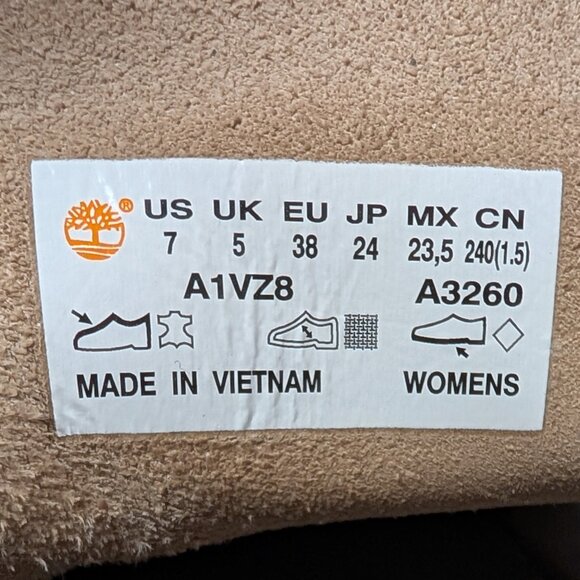 ® US UK EU JP MX CN
7 5 38 24 23,5 240(1.5)
A1VZ8 A3260
MADE IN VIETNAM WOMENS